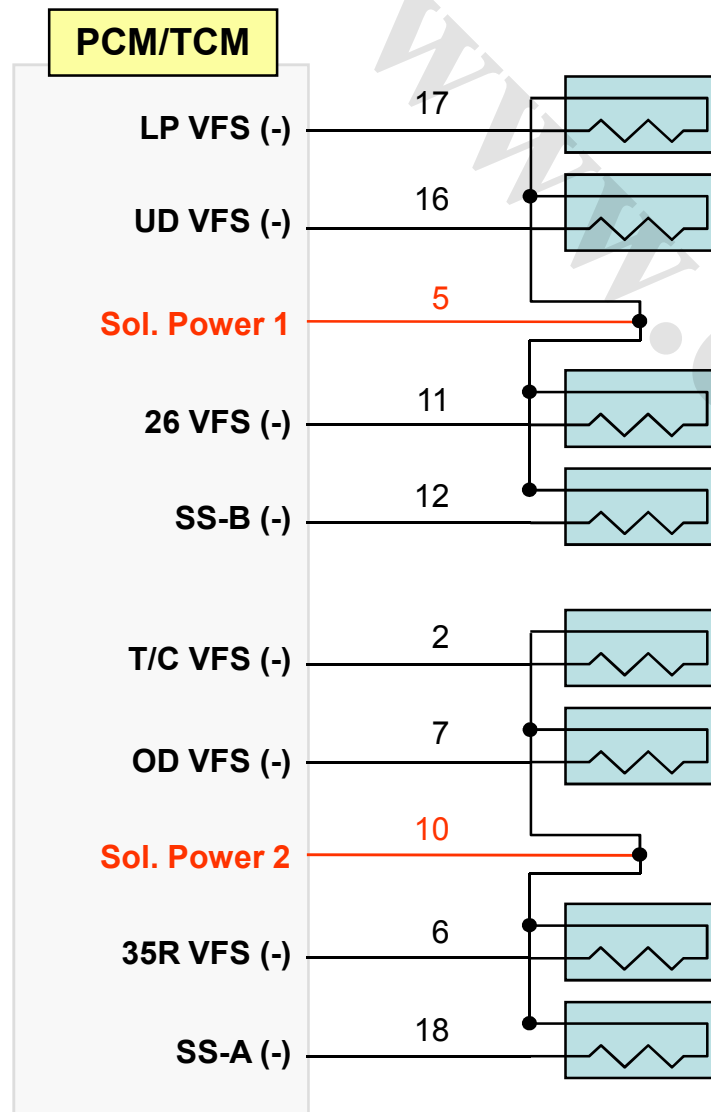 PCM/TCM
LP VFS (-) 17
UD VFS (-) 16
Sol. Power 1 5
26 VFS (-) 11
SS-B (-) 12
T/C VFS (-) 2
OD VFS (-) 7
Sol. Power 2 10
35R VFS (-) 6
SS-A (-) 18
www.